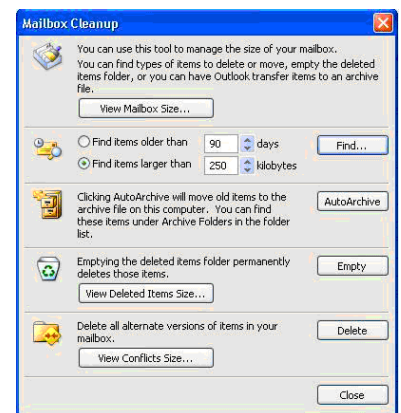 Mailbox Cleanup
You can use this tool to manage the size of your mailbox.
You can find types of items to delete or move, empty the deleted
items folder, or you can have Outlook transfer items to an archive
file.
View Mailbox Size...
Find items older than 90 days Find...
Find items larger than 250 kilobytes
Clicking AutoArchive will move old items to the
archive file on this computer. You can find
these items under Archive Folders in the folder
list.
AutoArchive
Emptying the deleted items folder permanently
deletes those items.
Empty
View Deleted Items Size...
Delete all alternate versions of items in your
mailbox.
Delete
View Conflicts Size...
Close